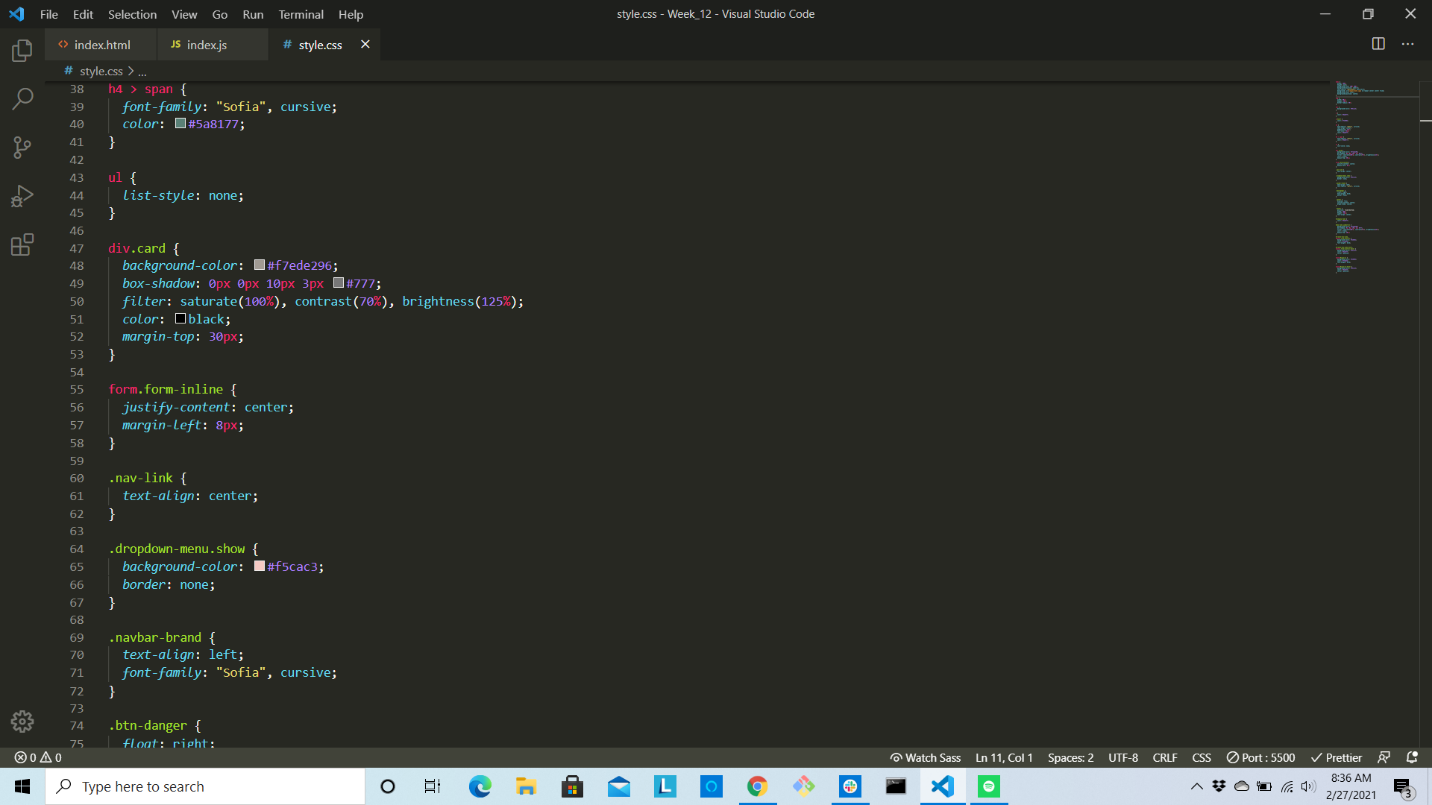 File Edit Selection View Go Run Terminal Help
style.css - Week_12 - Visual Studio Code
index.html
JS index.js
# style.css
# style.css > ...
38 h4 > span {
39 font-family: "Sofia", cursive;
40 color: #5a8177;
41 }
42
43 ul {
44 list-style: none;
45 }
46
47 div.card {
48 background-color: #f7ede296;
49 box-shadow: 0px 0px 10px 3px #777;
50 filter: saturate(100%), contrast(70%), brightness(125%);
51 color: black;
52 margin-top: 30px;
53 }
54
55 form.form-inline {
56 justify-content: center;
57 margin-left: 8px;
58 }
59
60 .nav-link {
61 text-align: center;
62 }
63
64 .dropdown-menu.show {
65 background-color: #f5cac3;
66 border: none;
67 }
68
69 .navbar-brand {
70 text-align: left;
71 font-family: "Sofia", cursive;
72 }
73
74 .btn-danger {
75 float: right;
0 0 Watch Sass Ln 11, Col 1 Spaces: 2 UTF-8 CRLF CSS Port : 5500 Prettier
Type here to search
L
8:36 AM
2/27/2021
3